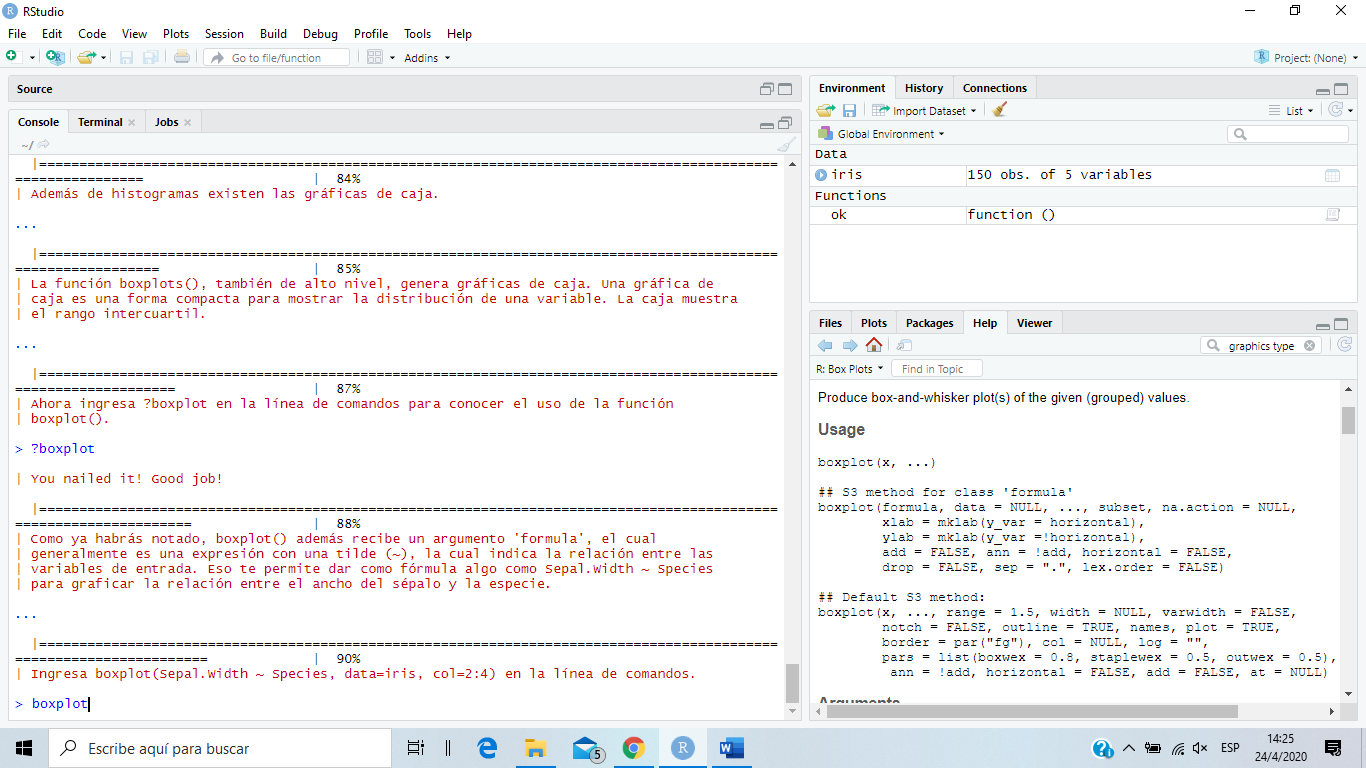 RStudio
File Edit Code View Plots Session Build Debug Profile Tools Help
Go to file/function
Addins
Project: (None)
Source
Console Terminal Jobs
~/
|=============================================================================================
================ | 84%
| Además de histogramas existen las gráficas de caja.
...
|=============================================================================================
================== | 85%
| La función boxplots(), también de alto nivel, genera gráficas de caja. Una gráfica de
| caja es una forma compacta para mostrar la distribución de una variable. La caja muestra
| el rango intercuartil.
...
|=============================================================================================
==================== | 87%
| Ahora ingresa ?boxplot en la línea de comandos para conocer el uso de la función
| boxplot().
> ?boxplot
| You nailed it! Good job!
|=============================================================================================
====================== | 88%
| Como ya habrás notado, boxplot() además recibe un argumento 'formula', el cual
| generalmente es una expresión con una tilde (~), la cual indica la relación entre las
| variables de entrada. Eso te permite dar como fórmula algo como Sepal.Width ~ Species
| para graficar la relación entre el ancho del sépalo y la especie.
...
|=============================================================================================
======================== | 90%
| Ingresa boxplot(Sepal.Width ~ Species, data=iris, col=2:4) en la línea de comandos.
> boxplot
Environment History Connections
Import Dataset
List
Global Environment
Data
iris 150 obs. of 5 variables
Functions
ok function ()
Files Plots Packages Help Viewer
graphics type
R: Box Plots
Find in Topic
Produce box-and-whisker plot(s) of the given (grouped) values.
Usage
boxplot(x, ...)
## S3 method for class 'formula'
boxplot(formula, data = NULL, ..., subset, na.action = NULL,
xlab = mklab(y_var = horizontal),
ylab = mklab(y_var =!horizontal),
add = FALSE, ann = !add, horizontal = FALSE,
drop = FALSE, sep = ".", lex.order = FALSE)
## Default S3 method:
boxplot(x, ..., range = 1.5, width = NULL, varwidth = FALSE,
notch = FALSE, outline = TRUE, names, plot = TRUE,
border = par("fg"), col = NULL, log = "",
pars = list(boxwex = 0.8, staplewex = 0.5, outwex = 0.5),
ann = !add, horizontal = FALSE, add = FALSE, at = NULL)
Arguments
Escribe aquí para buscar
5
ESP
14:25
24/4/2020